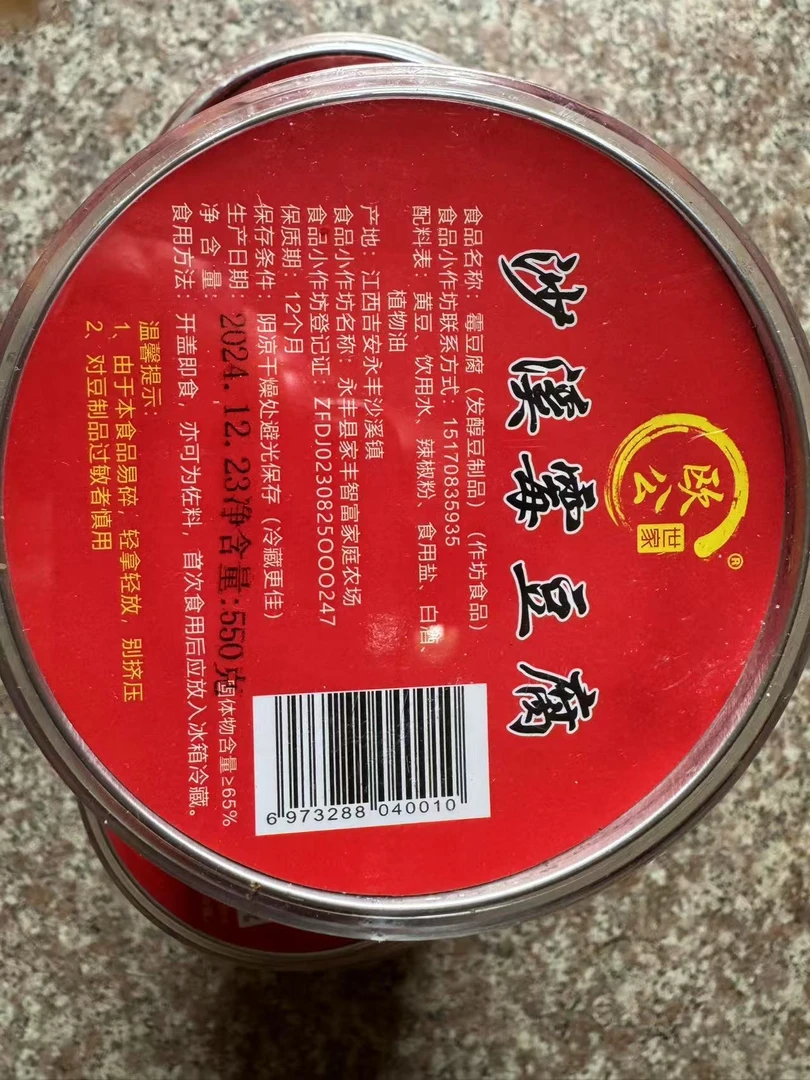 欧公
世家
®
沙溪霉豆腐
食品名称：霉豆腐（发醇豆制品）（作坊食品）
食品小作坊联系方式：15170835935
配料表：黄豆、饮用水、辣椒粉、食用盐、白酒、
植物油
产地：江西吉安永丰沙溪镇
食品小作坊名称：永丰县家丰智富家庭农场
食品小作坊登记证：ZFDJ0230825000247
保质期：12个月
保存条件：阴凉干燥处避光保存（冷藏更佳）
生产日期：2024.12.23净含量:550克
净含量：
固体物含量≥65%
食用方法：开盖即食，亦可为佐料，首次食用后应放入冰箱冷藏。
温馨提示：
1、由于本食品易碎，轻拿轻放，别挤压
2、对豆制品过敏者慎用
6 973288 040010